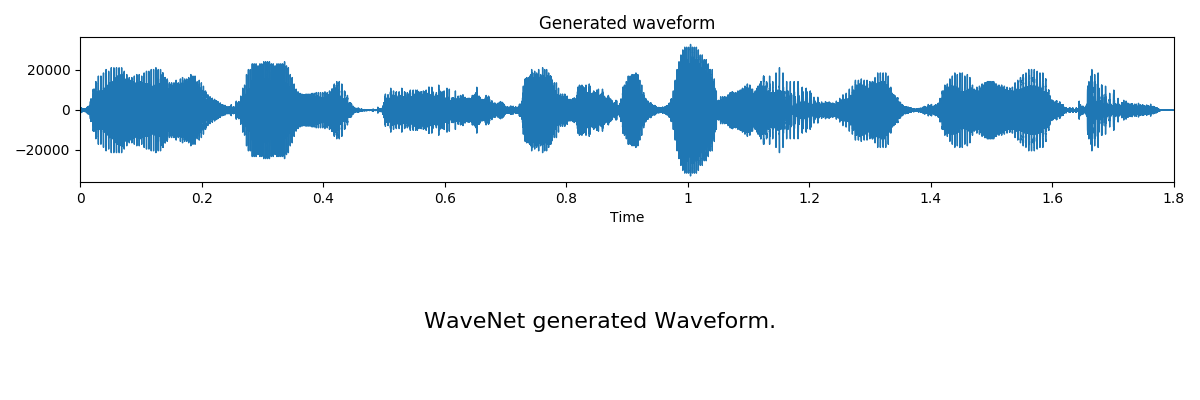 Generated waveform
20000
0
−20000
0 0.2 0.4 0.6 0.8 1 1.2 1.4 1.6 1.8
Time
WaveNet generated Waveform.